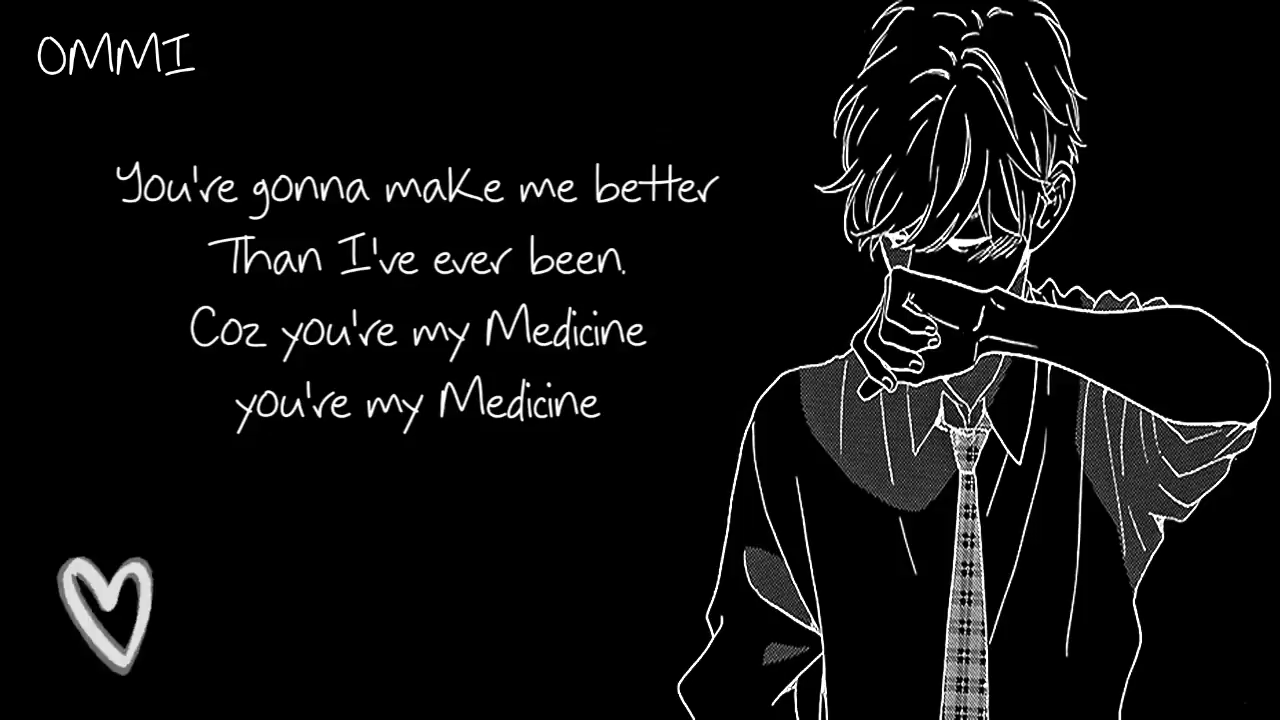 OMMI
You're gonna make me better
Than I've ever been.
Coz you're my Medicine
you're my Medicine